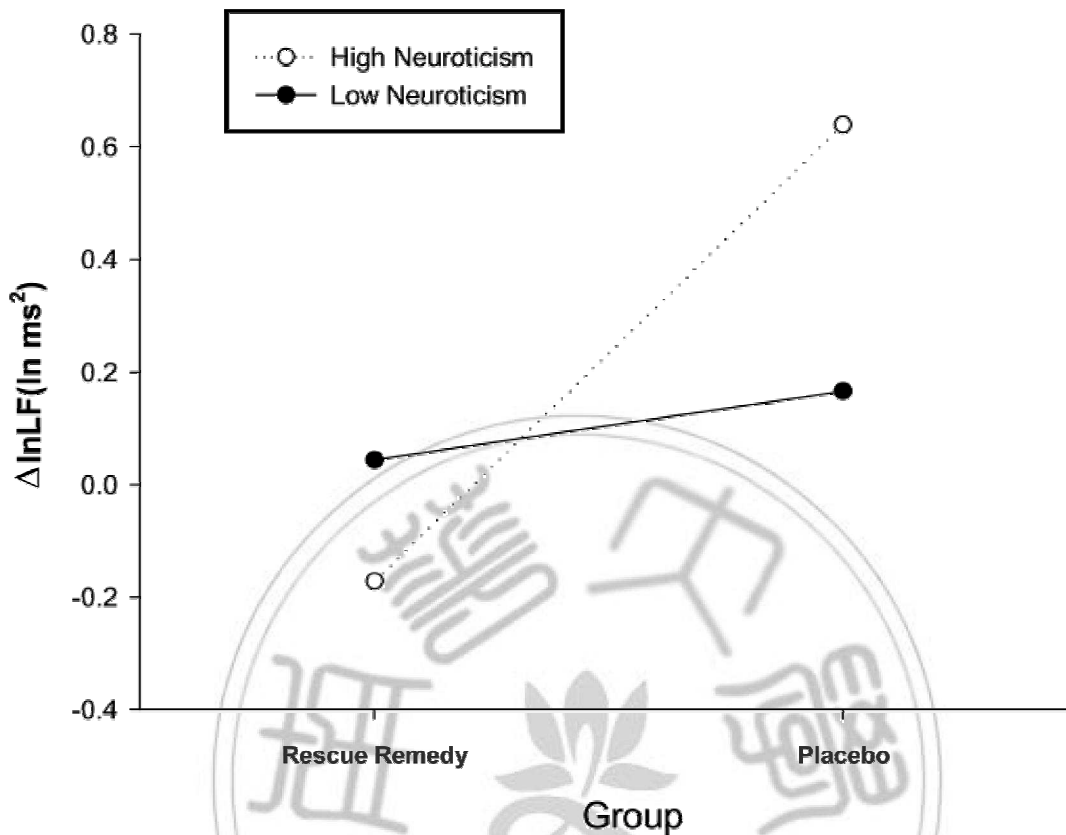 0.8
High Neuroticism
Low Neuroticism
0.6
0.4
0.2
0.0
-0.2
-0.4
△lnLF(ln ms²)
Rescue Remedy
Placebo
Group